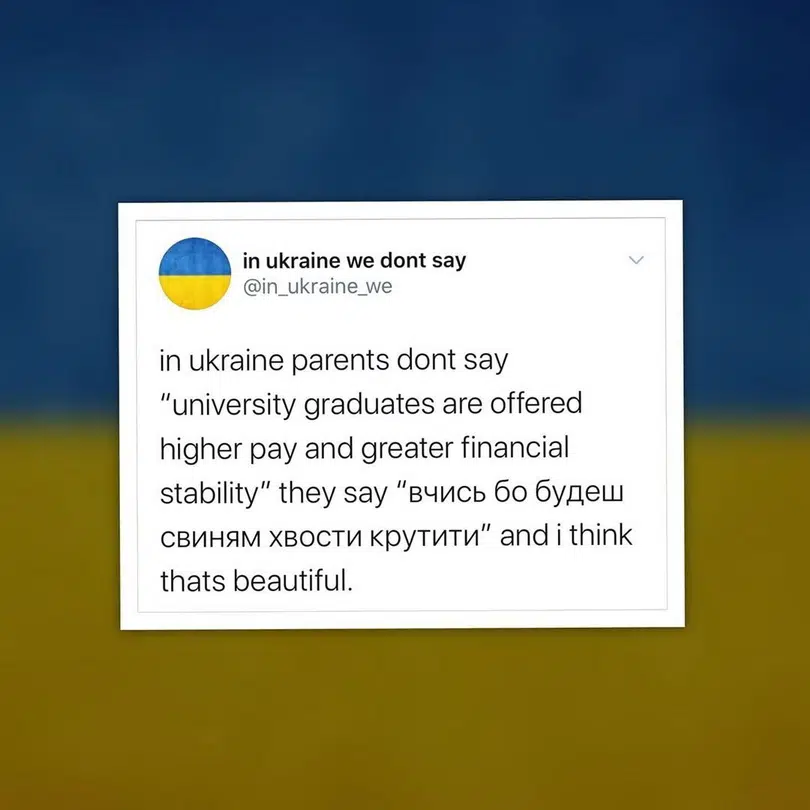 in ukraine we dont say
@in_ukraine_we
in ukraine parents dont say
“university graduates are offered
higher pay and greater financial
stability” they say “вчись бо будеш
свиням хвости крутити” and i think
thats beautiful.